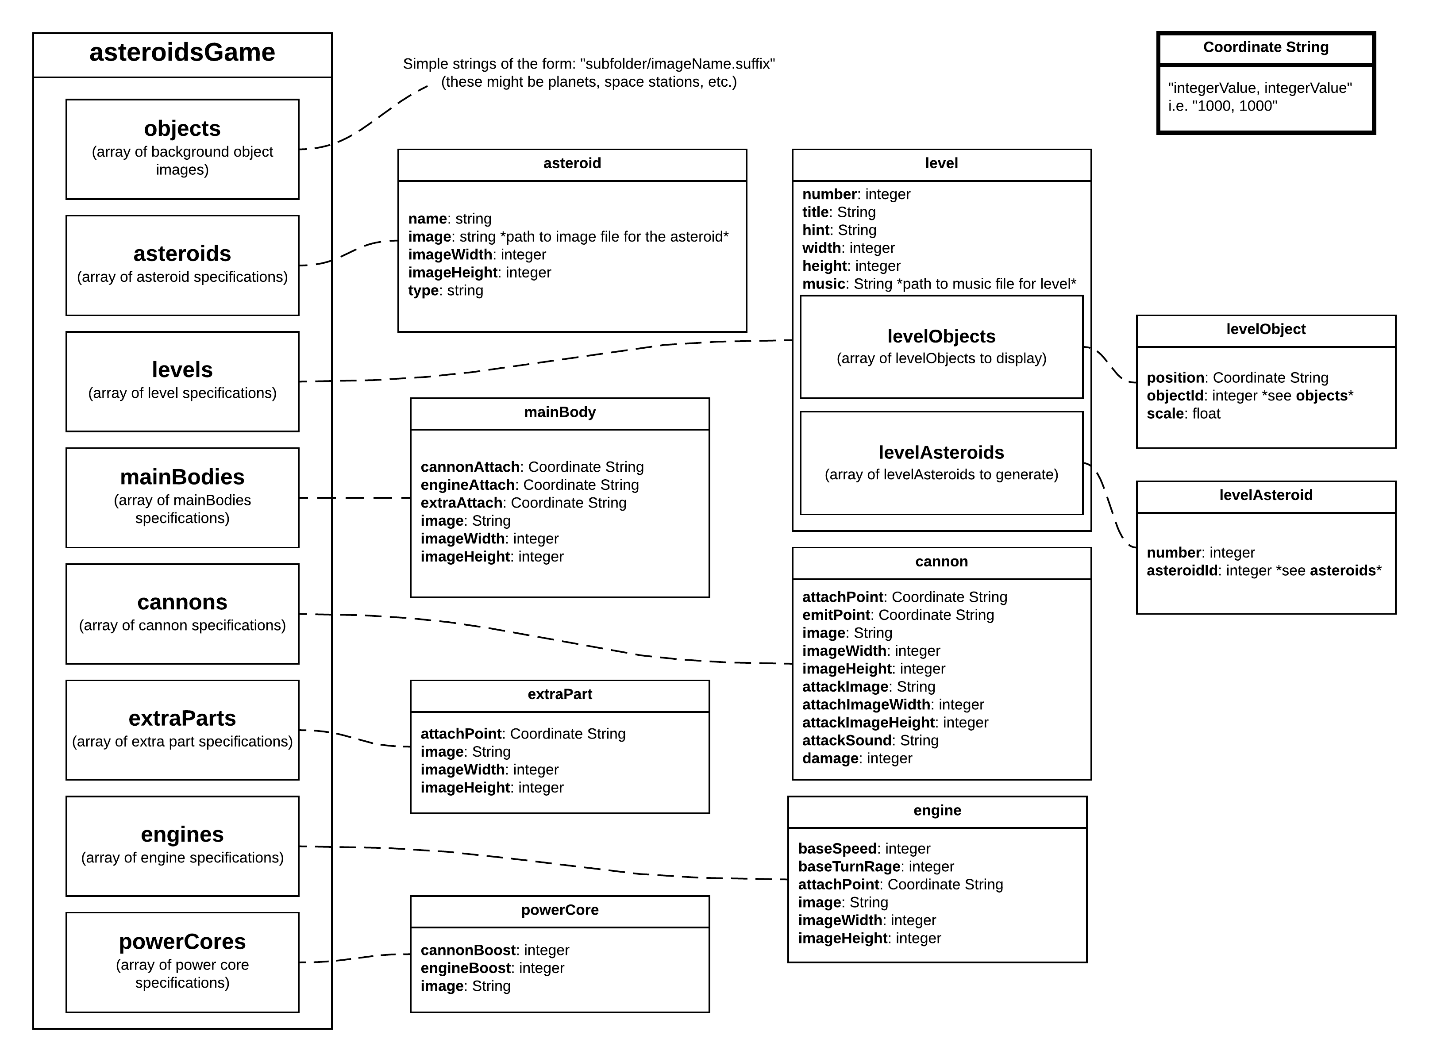 asteroidsGame
objects
(array of background object
images)
asteroids
(array of asteroid specifications)
levels
(array of level specifications)
mainBodies
(array of mainBodies
specifications)
cannons
(array of cannon specifications)
extraParts
(array of extra part specifications)
engines
(array of engine specifications)
powerCores
(array of power core
specifications)
Simple strings of the form: "subfolder/imageName.suffix"
(these might be planets, space stations, etc.)
asteroid
name: string
image: string *path to image file for the asteroid*
imageWidth: integer
imageHeight: integer
type: string
mainBody
cannonAttach: Coordinate String
engineAttach: Coordinate String
extraAttach: Coordinate String
image: String
imageWidth: integer
imageHeight: integer
extraPart
attachPoint: Coordinate String
image: String
imageWidth: integer
imageHeight: integer
powerCore
cannonBoost: integer
engineBoost: integer
image: String
level
number: integer
title: String
hint: String
width: integer
height: integer
music: String *path to music file for level*
levelObjects
(array of levelObjects to display)
levelAsteroids
(array of levelAsteroids to generate)
cannon
attachPoint: Coordinate String
emitPoint: Coordinate String
image: String
imageWidth: integer
imageHeight: integer
attackImage: String
attachImageWidth: integer
attackImageHeight: integer
attackSound: String
damage: integer
engine
baseSpeed: integer
baseTurnRage: integer
attachPoint: Coordinate String
image: String
imageWidth: integer
imageHeight: integer
Coordinate String
"integerValue, integerValue"
i.e. "1000, 1000"
levelObject
position: Coordinate String
objectId: integer *see objects*
scale: float
levelAsteroid
number: integer
asteroidId: integer *see asteroids*